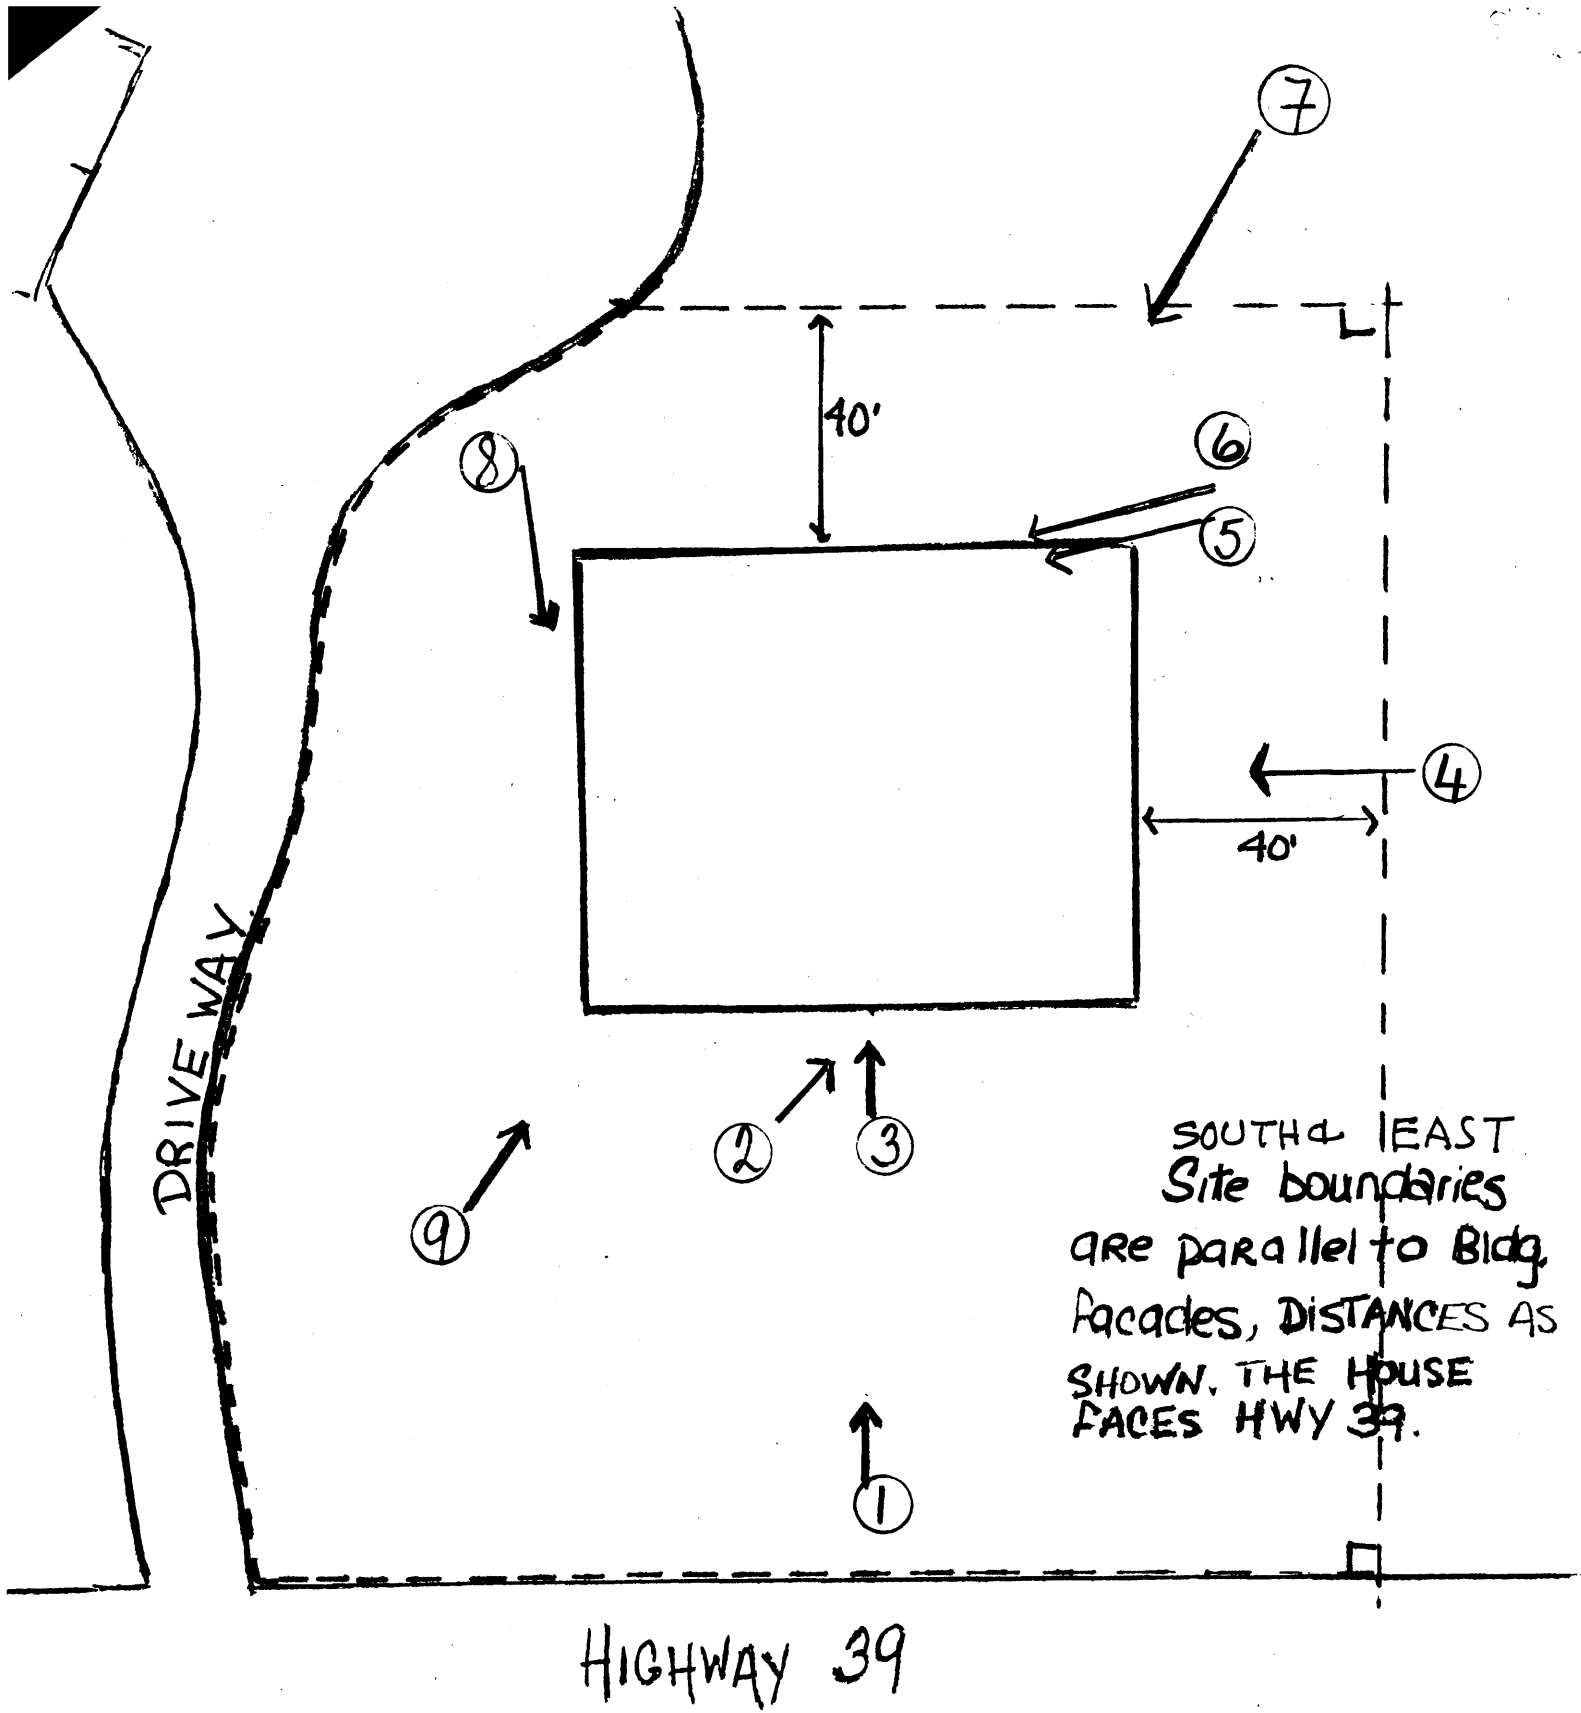 7
40'
6
8
5
4
40'
DRIVE WAY
2
3
SOUTH & EAST
Site boundaries
are parallel to Bldg.
facades, DISTANCES AS
SHOWN. THE HOUSE
FACES HWY 39.
9
1
HIGHWAY 39